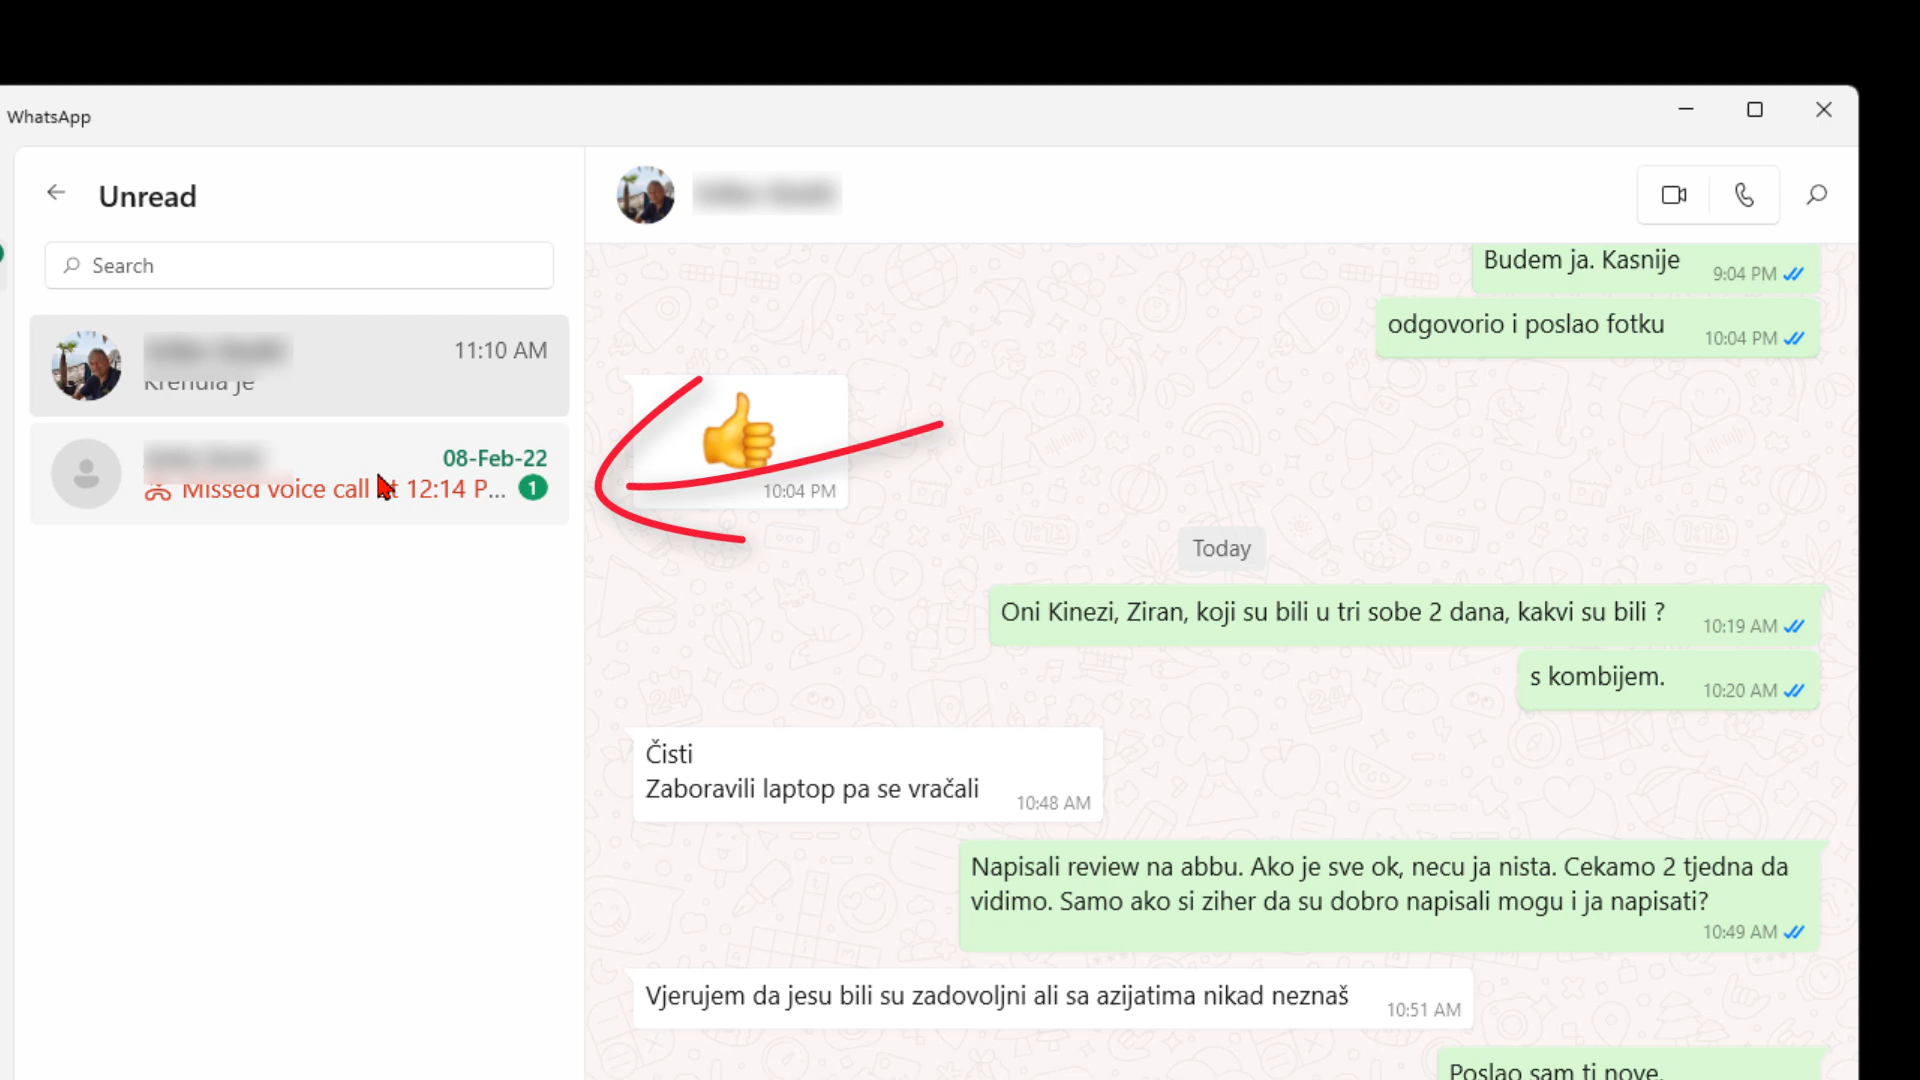 WhatsApp
Unread
Search
11:10 AM
Krenula je
08-Feb-22
Missed voice call at 12:14 P...
1
Budem ja. Kasnije
9:04 PM
odgovorio i poslao fotku
10:04 PM
10:04 PM
Today
Oni Kinezi, Ziran, koji su bili u tri sobe 2 dana, kakvi su bili ?
10:19 AM
s kombijem.
10:20 AM
Čisti
Zaboravili laptop pa se vračali
10:48 AM
Napisali review na abbu. Ako je sve ok, necu ja nista. Cekamo 2 tjedna da
vidimo. Samo ako si ziher da su dobro napisali mogu i ja napisati?
10:49 AM
Vjerujem da jesu bili su zadovoljni ali sa azijatima nikad neznaš
10:51 AM
Poslao sam ti nove.